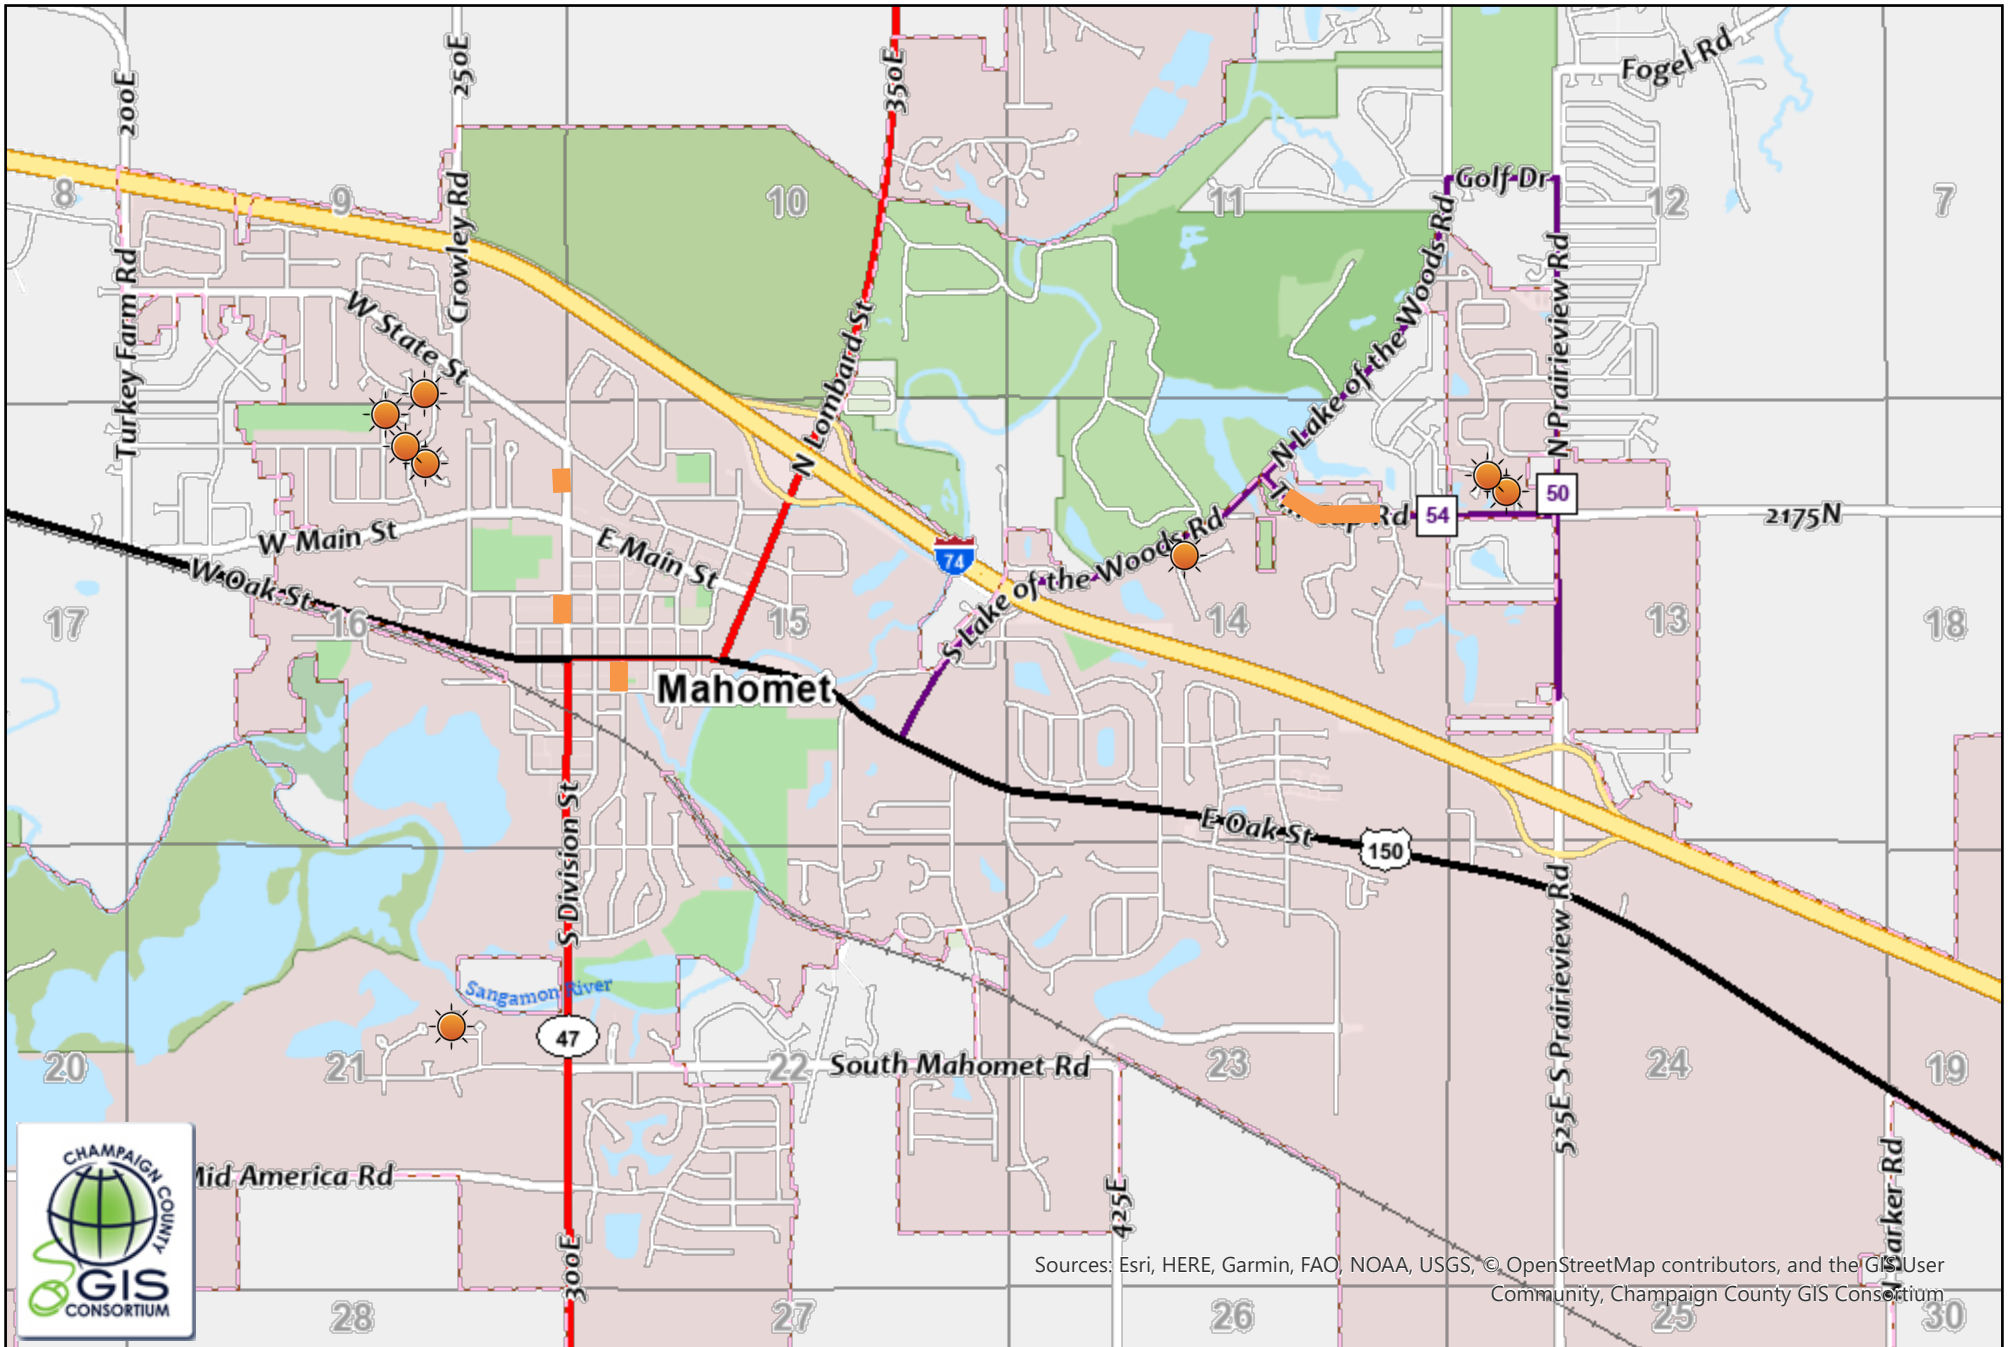 Fogel Rd
200E
250E
350E
8
9
10
11
12
7
Golf Dr
Crowley Rd
Turkey Farm Rd
W State St
N Lombard St
N Lake of the Woods Rd
N Prairieview Rd
N Lake of the Woods Rd
54
50
2175N
W Main St
E Main St
74
W Oak St
S Lake of the Woods Rd
17
16
15
14
13
18
Mahomet
S Division St
E Oak St
150
Sangamon River
47
20
21
22
South Mahomet Rd
23
24
19
525E S Prairieview Rd
Mid America Rd
300E
425E
CHAMPAIGN COUNTY
GIS
CONSORTIUM
Sources: Esri, HERE, Garmin, FAO, NOAA, USGS, © OpenStreetMap contributors, and the GIS User
Community, Champaign County GIS Consortium
28
27
26
25
30